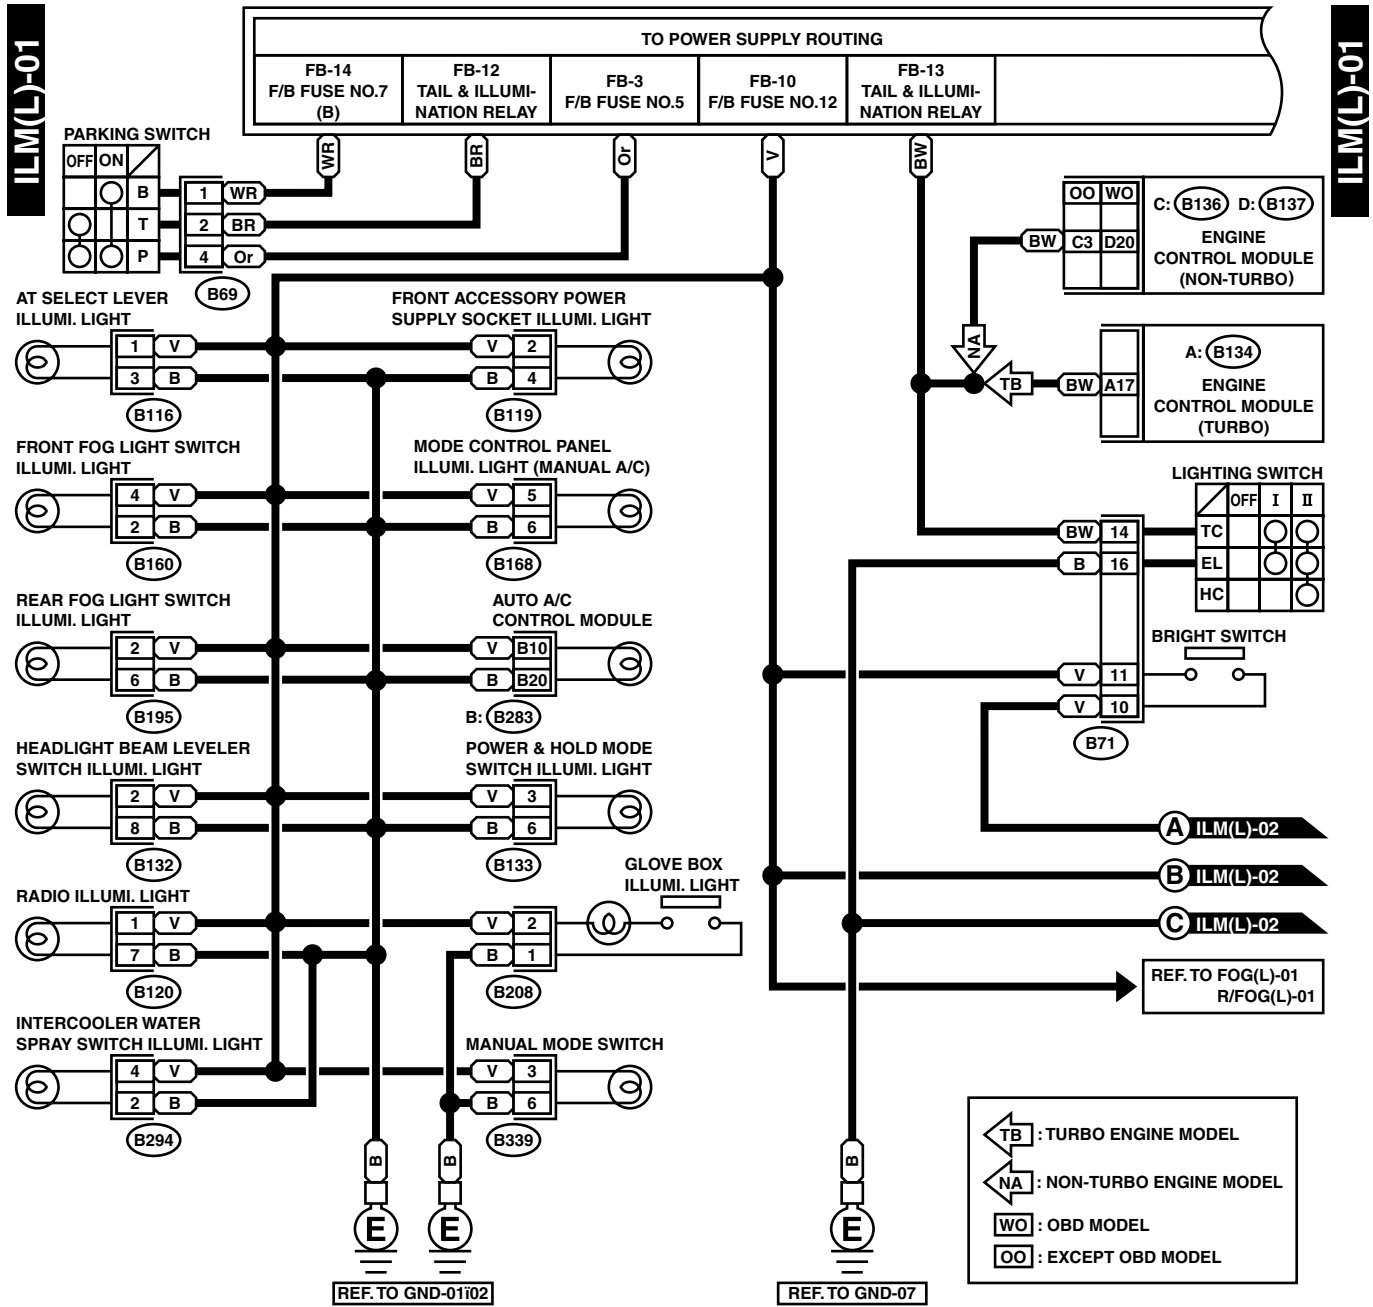 ILM(L)-01
ILM(L)-01
TO POWER SUPPLY ROUTING
FB-14
F/B FUSE NO.7
(B)
FB-12
TAIL & ILLUMI-
NATION RELAY
FB-3
F/B FUSE NO.5
FB-10
F/B FUSE NO.12
FB-13
TAIL & ILLUMI-
NATION RELAY
WR
BR
Or
V
BW
PARKING SWITCH
OFF ON
B 1 WR
T 2 BR
P 4 Or
B69
OO WO
BW C3 D20
C: B136 D: B137
ENGINE
CONTROL MODULE
(NON-TURBO)
NA
TB
BW A17
A: B134
ENGINE
CONTROL MODULE
(TURBO)
AT SELECT LEVER
ILLUMI. LIGHT
1 V
3 B
B116
FRONT ACCESSORY POWER
SUPPLY SOCKET ILLUMI. LIGHT
V 2
B 4
B119
FRONT FOG LIGHT SWITCH
ILLUMI. LIGHT
4 V
2 B
B160
MODE CONTROL PANEL
ILLUMI. LIGHT (MANUAL A/C)
V 5
B 6
B168
LIGHTING SWITCH
OFF I II
BW 14 TC
B 16 EL
HC
REAR FOG LIGHT SWITCH
ILLUMI. LIGHT
2 V
6 B
B195
AUTO A/C
CONTROL MODULE
V B10
B B20
B: B283
BRIGHT SWITCH
V 11
V 10
B71
HEADLIGHT BEAM LEVELER
SWITCH ILLUMI. LIGHT
2 V
8 B
B132
POWER & HOLD MODE
SWITCH ILLUMI. LIGHT
V 3
B 6
B133
A ILM(L)-02
B ILM(L)-02
C ILM(L)-02
RADIO ILLUMI. LIGHT
1 V
7 B
B120
GLOVE BOX
ILLUMI. LIGHT
V 2
B 1
B208
REF. TO FOG(L)-01
R/FOG(L)-01
INTERCOOLER WATER
SPRAY SWITCH ILLUMI. LIGHT
4 V
2 B
B294
MANUAL MODE SWITCH
V 3
B 6
B339
B
B
B
E
E
E
REF. TO GND-01ï02
REF. TO GND-07
TB : TURBO ENGINE MODEL
NA : NON-TURBO ENGINE MODEL
WO : OBD MODEL
OO : EXCEPT OBD MODEL